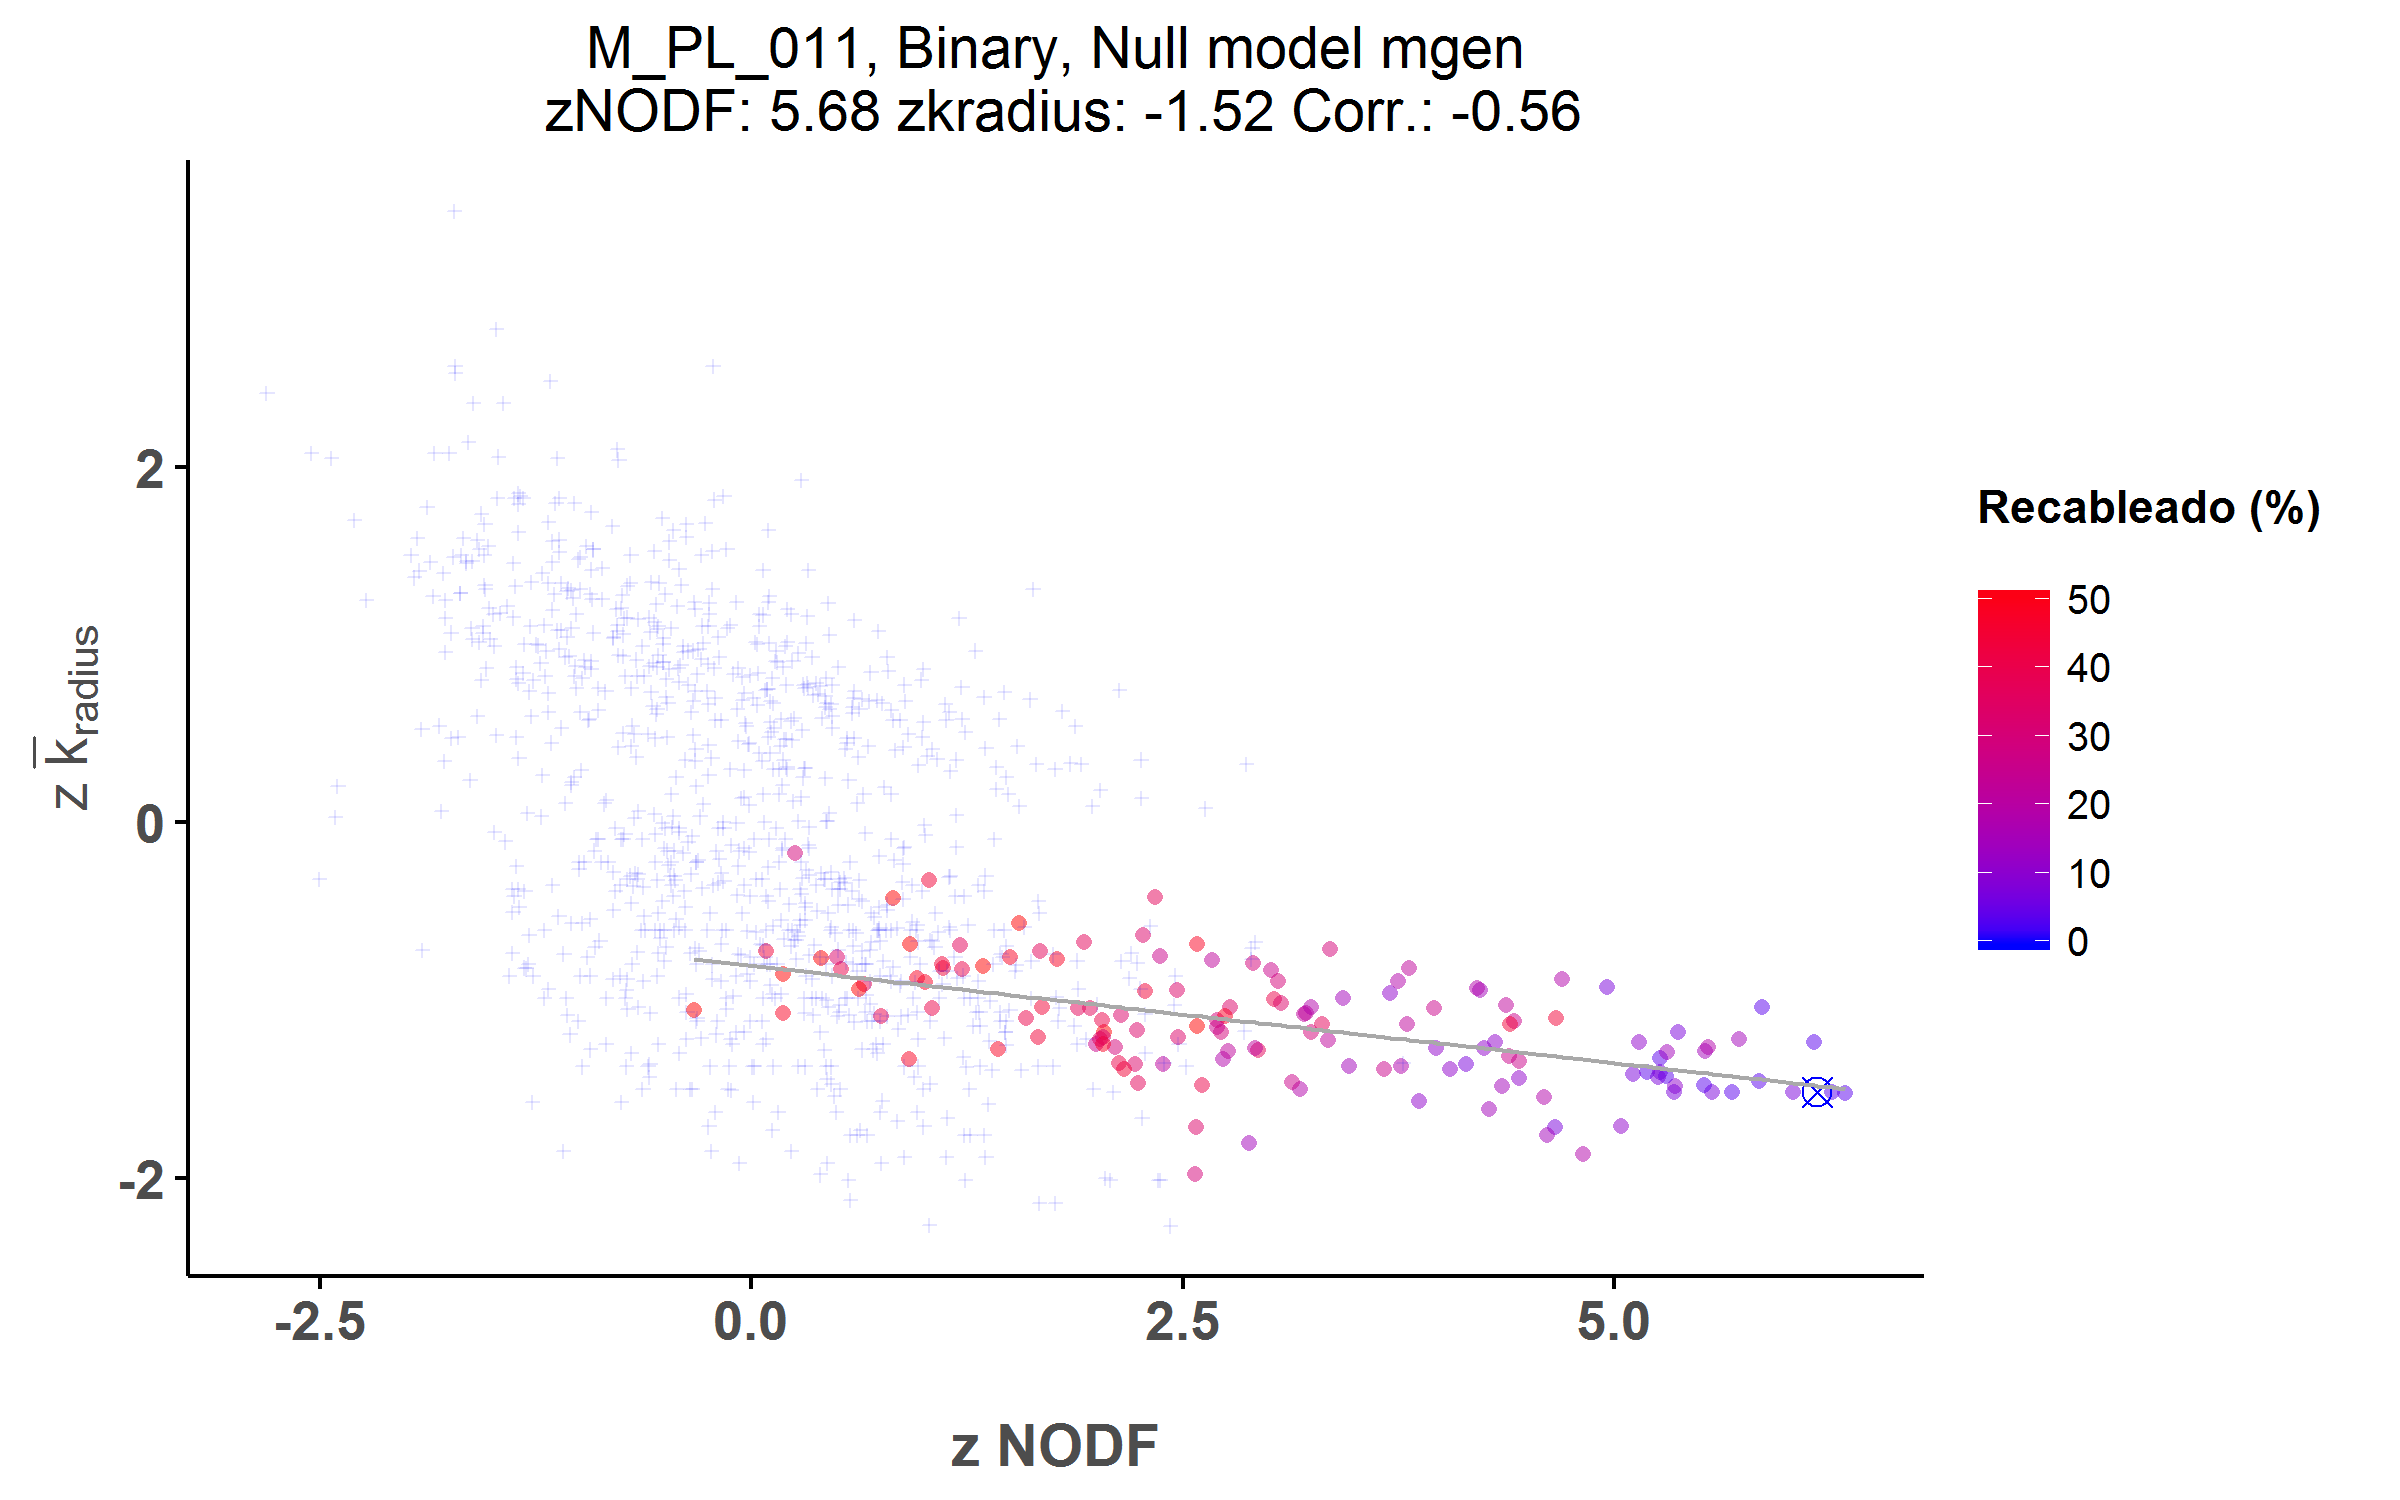 M_PL_011, Binary, Null model mgen
zNODF: 5.68 zkradius: -1.52 Corr.: -0.56
z k̅radius
2
0
-2
-2.5 0.0 2.5 5.0
z NODF
Recableado (%)
50
40
30
20
10
0